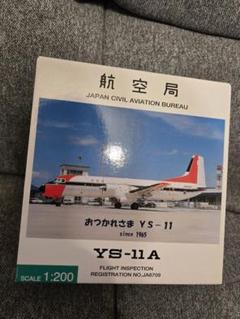 航空局
JAPAN CIVIL AVIATION BUREAU
おつかれさま YS-11
since 1965
YS-11A
FLIGHT INSPECTION
REGISTRATION NO.JA8709
SCALE 1:200